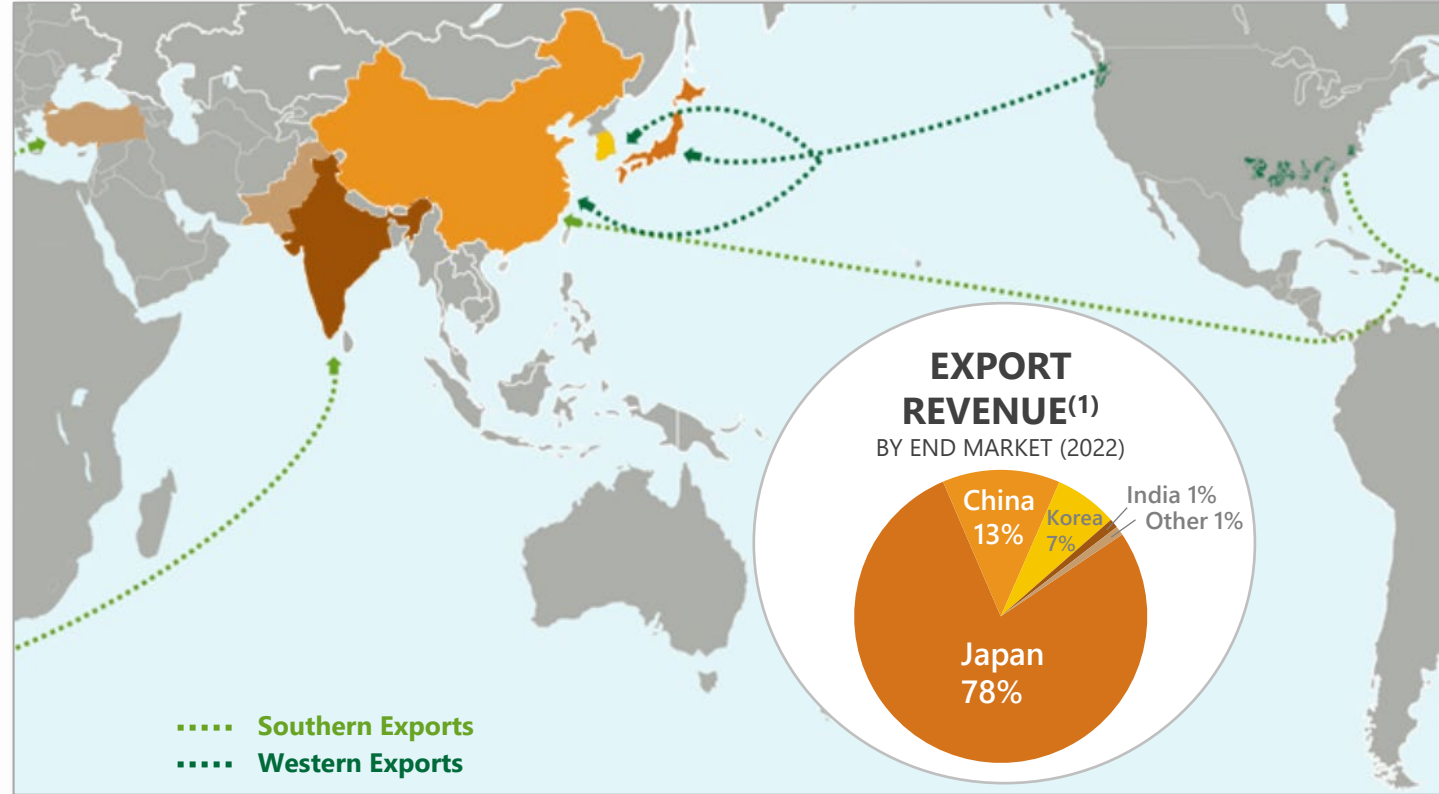 EXPORT
REVENUE(1)
BY END MARKET (2022)
China
13%
Korea
7%
India 1%
Other 1%
Japan
78%
Southern Exports
Western Exports